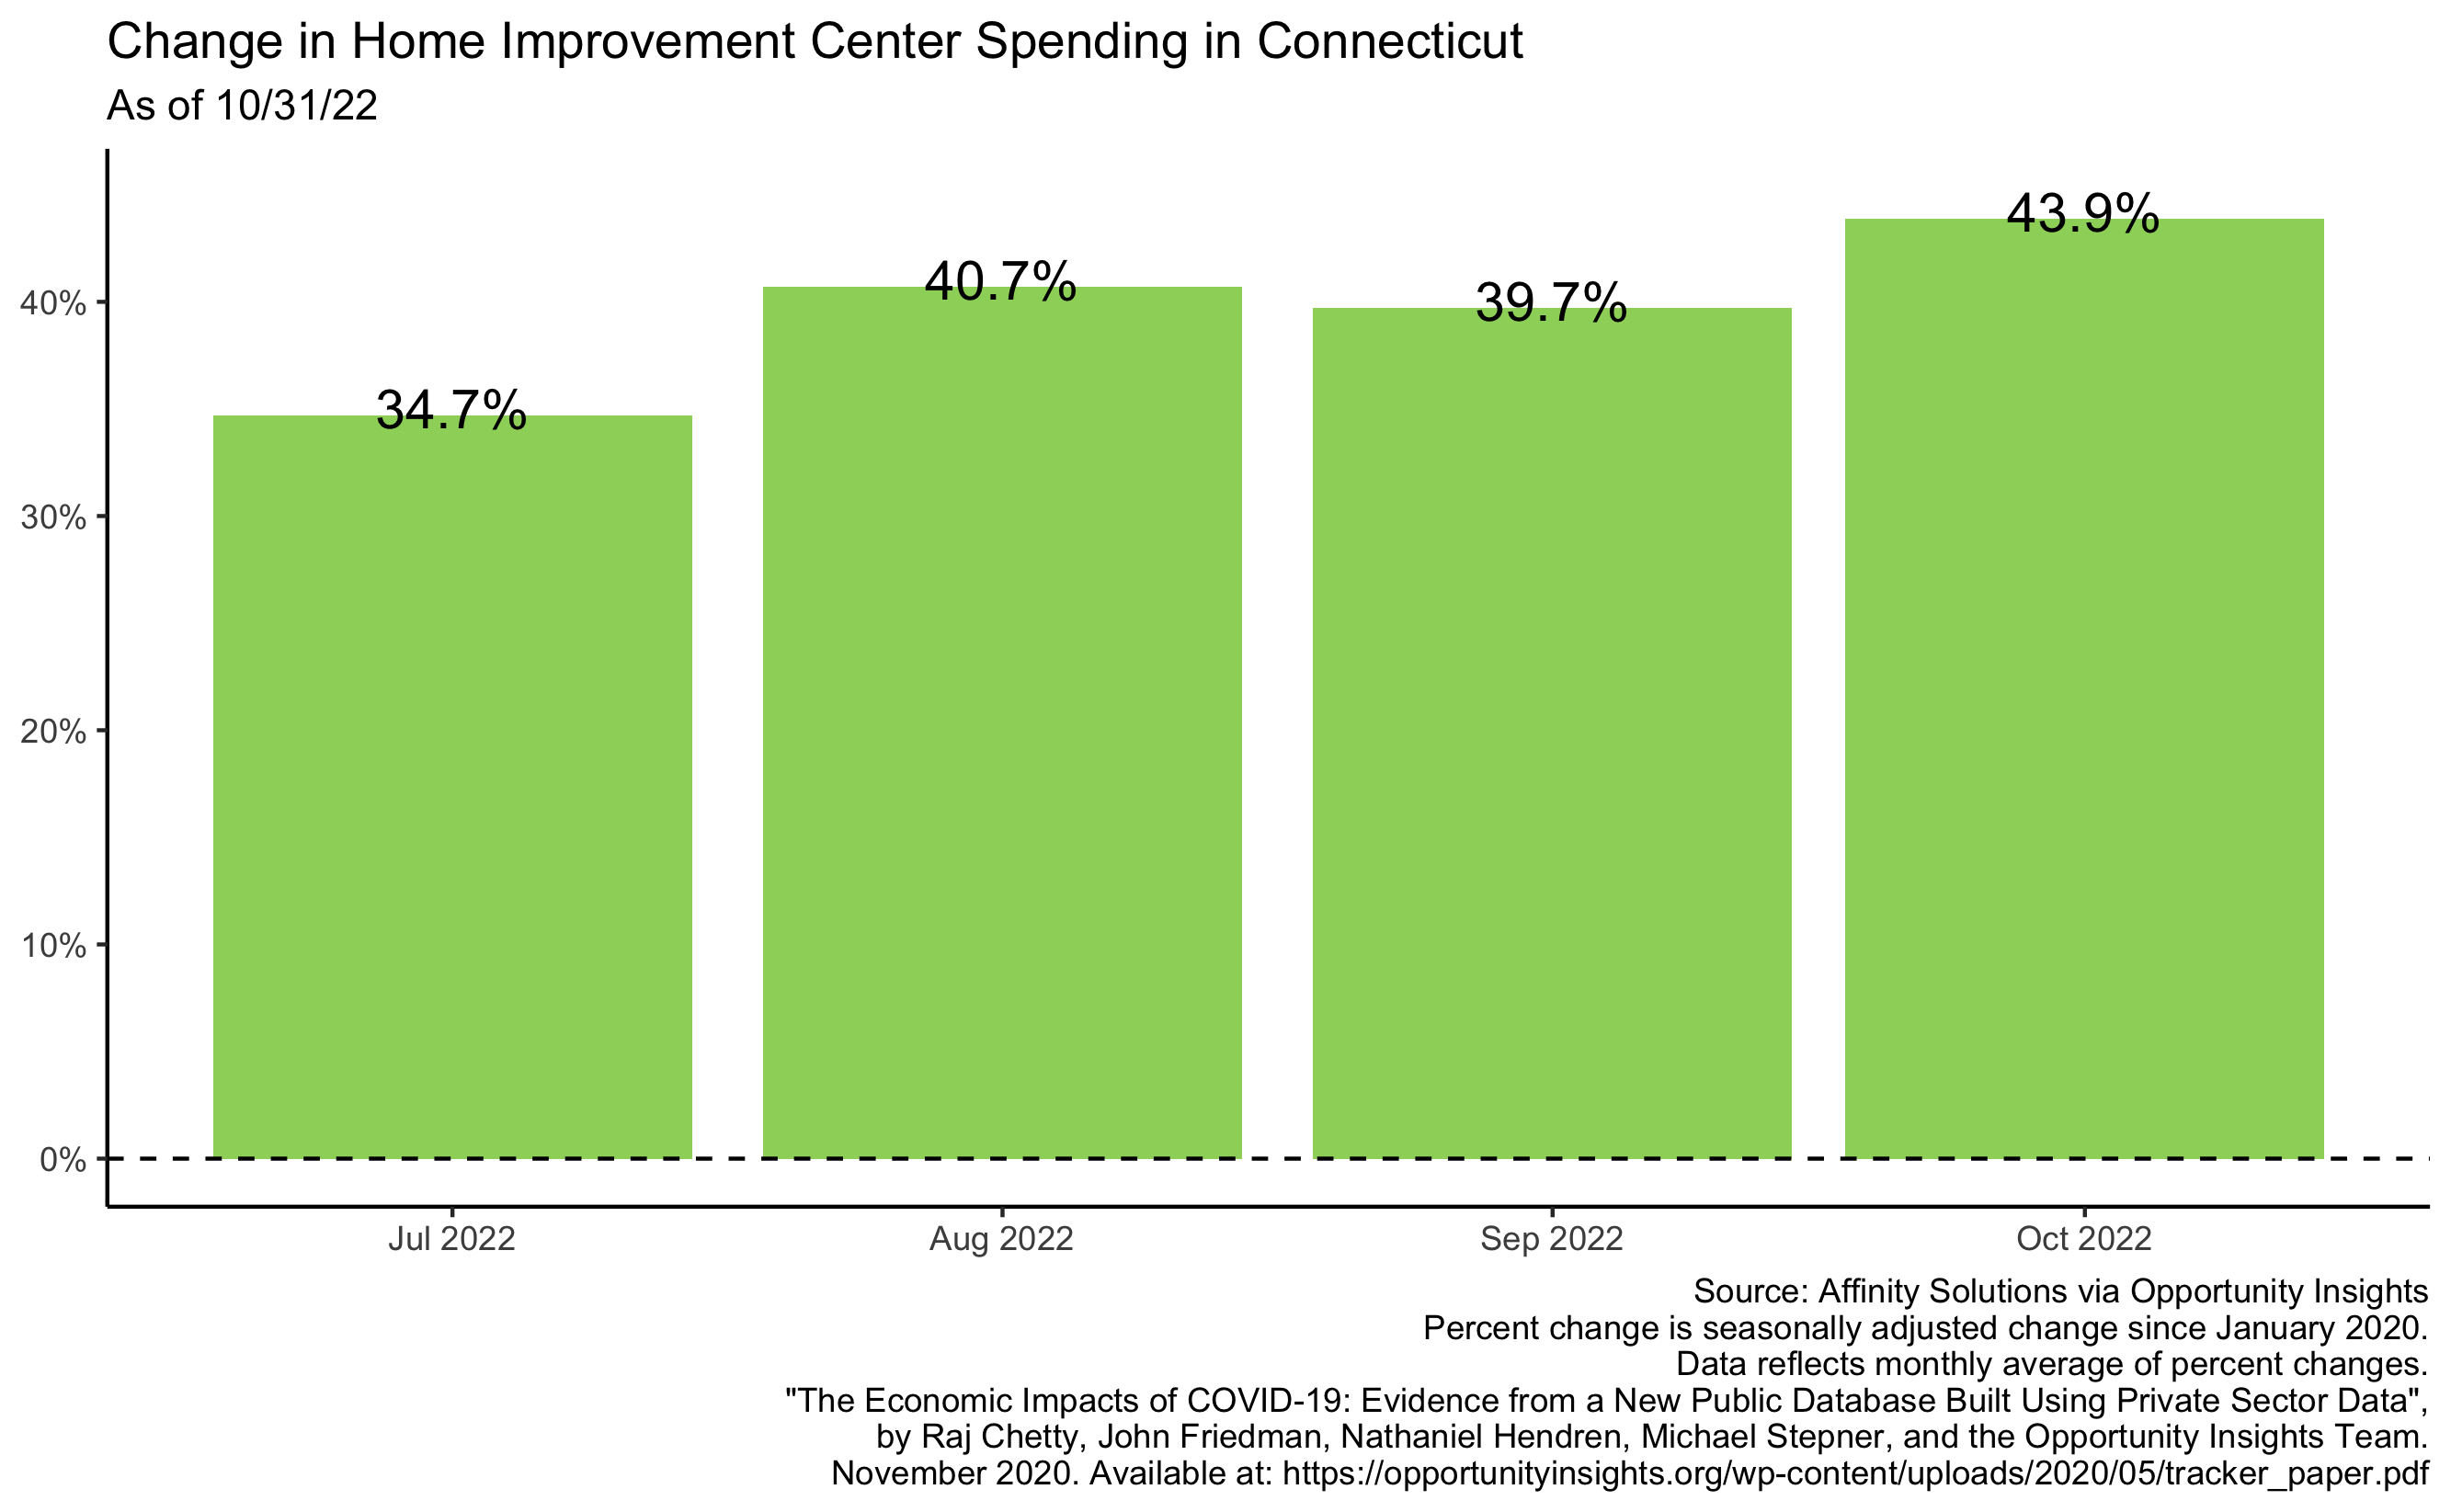 Change in Home Improvement Center Spending in Connecticut
As of 10/31/22
43.9%
40.7%
39.7%
34.7%
40%
30%
20%
10%
0%
Jul 2022
Aug 2022
Sep 2022
Oct 2022
Source: Affinity Solutions via Opportunity Insights
Percent change is seasonally adjusted change since January 2020.
Data reflects monthly average of percent changes.
"The Economic Impacts of COVID-19: Evidence from a New Public Database Built Using Private Sector Data",
by Raj Chetty, John Friedman, Nathaniel Hendren, Michael Stepner, and the Opportunity Insights Team.
November 2020. Available at: https://opportunityinsights.org/wp-content/uploads/2020/05/tracker_paper.pdf